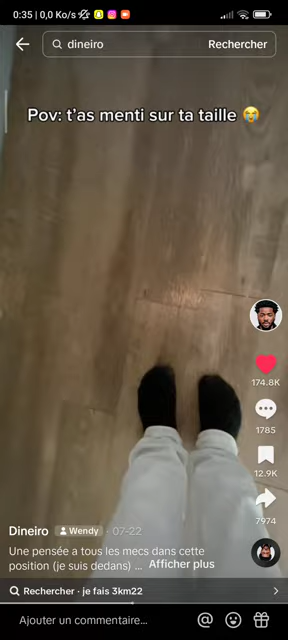 0:35 | 0,0 Ko/s
dineiro
Rechercher
Pov: t'as menti sur ta taille 😭
174.8K
1785
12.9K
7974
Dineiro Wendy · 07-22
Une pensée a tous les mecs dans cette
position (je suis dedans) ... Afficher plus
Rechercher · je fais 3km22
Ajouter un commentaire...